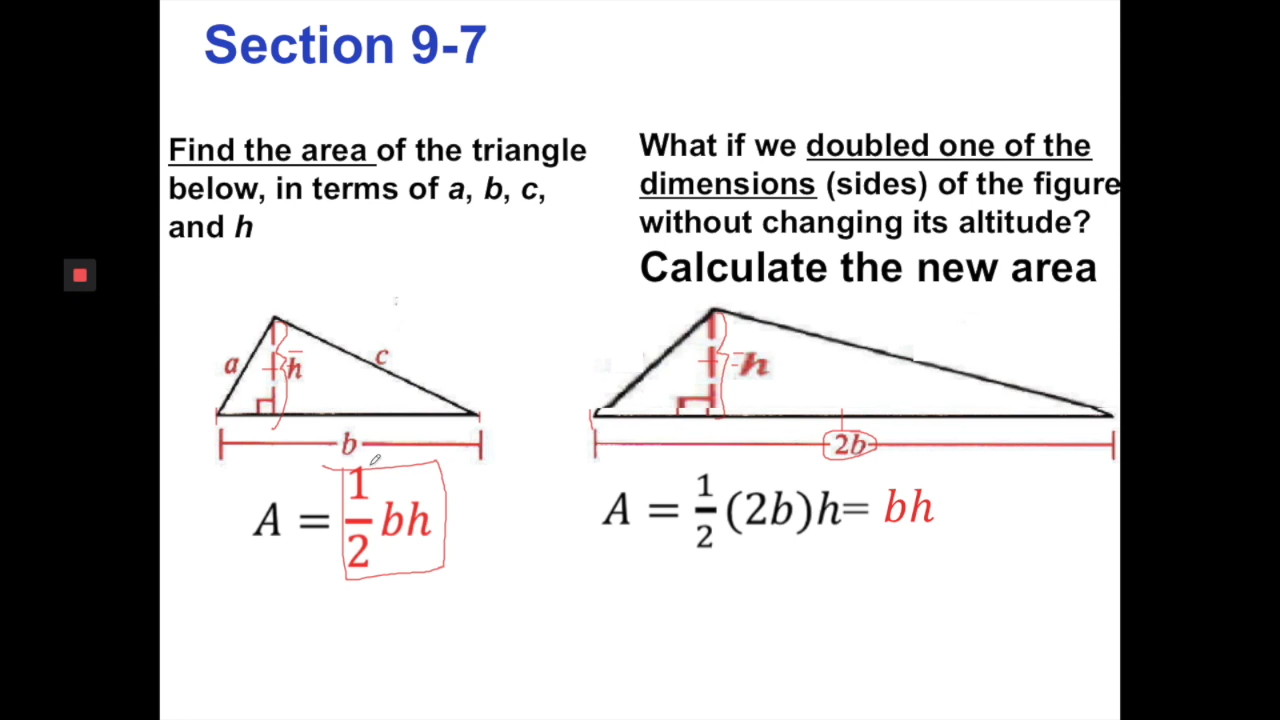 Section 9-7
Find the area of the triangle
below, in terms of a, b, c,
and h
What if we doubled one of the
dimensions (sides) of the figure
without changing its altitude?
Calculate the new area
a
h
c
b
A = 1/2 bh
h
2b
A = 1/2 (2b)h= bh